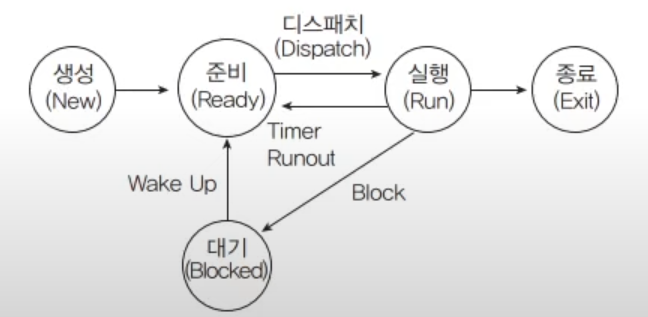 디스패치
(Dispatch)
생성
(New)
준비
(Ready)
실행
(Run)
종료
(Exit)
Timer
Runout
Wake Up
Block
대기
(Blocked)